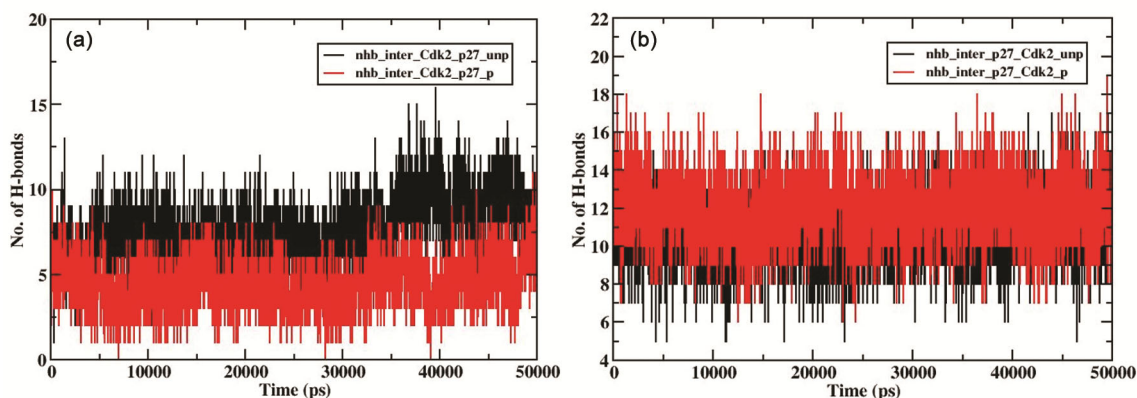 (a)
nhb_inter_Cdk2_p27_unp
nhb_inter_Cdk2_p27_p
No. of H-bonds
20
15
10
5
0
0 10000 20000 30000 40000 50000
Time (ps)
(b)
nhb_inter_p27_Cdk2_unp
nhb_inter_p27_Cdk2_p
No. of H-bonds
22
20
18
16
14
12
10
8
6
4
0 10000 20000 30000 40000 50000
Time (ps)